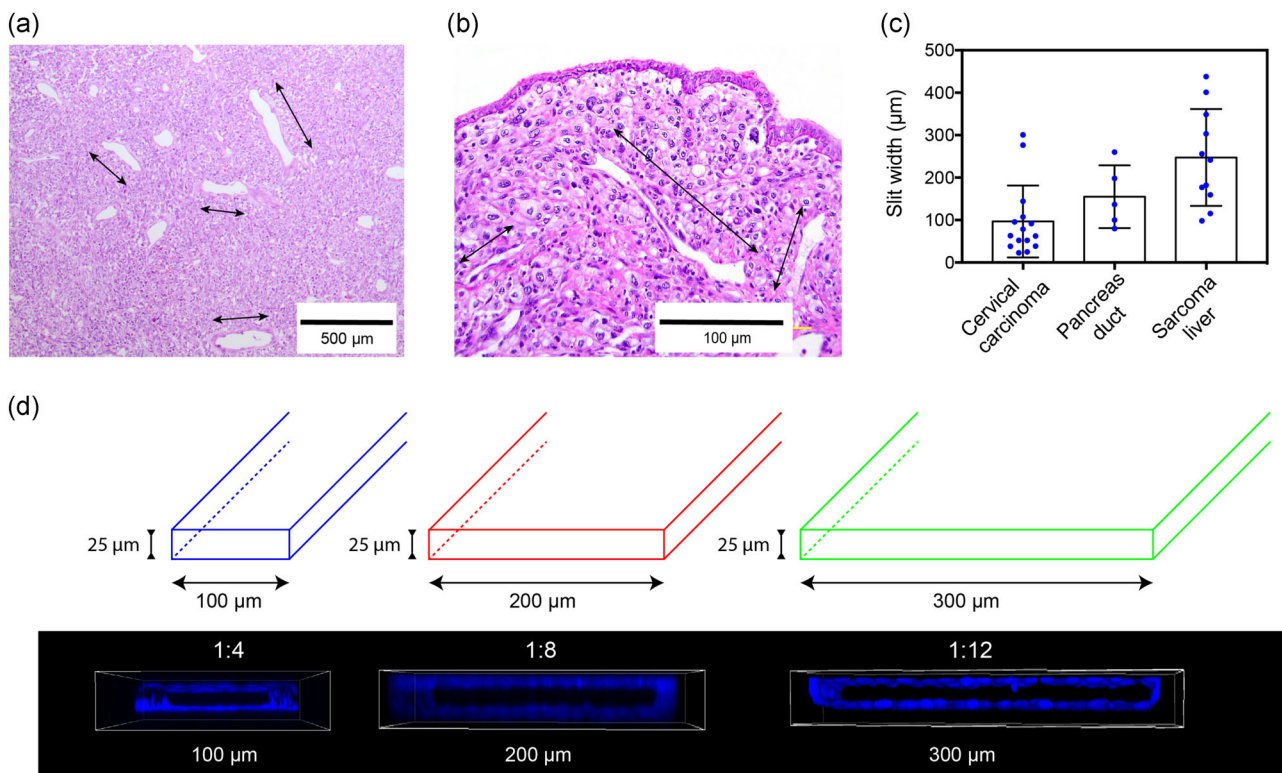 (a)
500 µm
(b)
100 µm
(c)
500
400
300
200
100
0
Slit width (µm)
Cervical
carcinoma
Pancreas
duct
Sarcoma
liver
(d)
25 µm
100 µm
25 µm
200 µm
25 µm
300 µm
1:4
1:8
1:12
100 µm
200 µm
300 µm